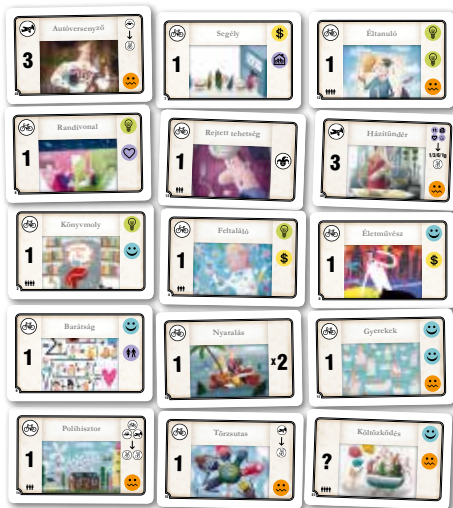 Autóversenyző
3
Segély
1
$
Éltanuló
1
Randivonal
1
Rejtett tehetség
1
Házitündér
3
Könyvmoly
1
Feltaláló
1
$
Életművész
1
$
Barátság
1
Nyaralás
1
x2
Gyerekek
1
Polihisztor
1
Törzsutas
1
Költözködés
?